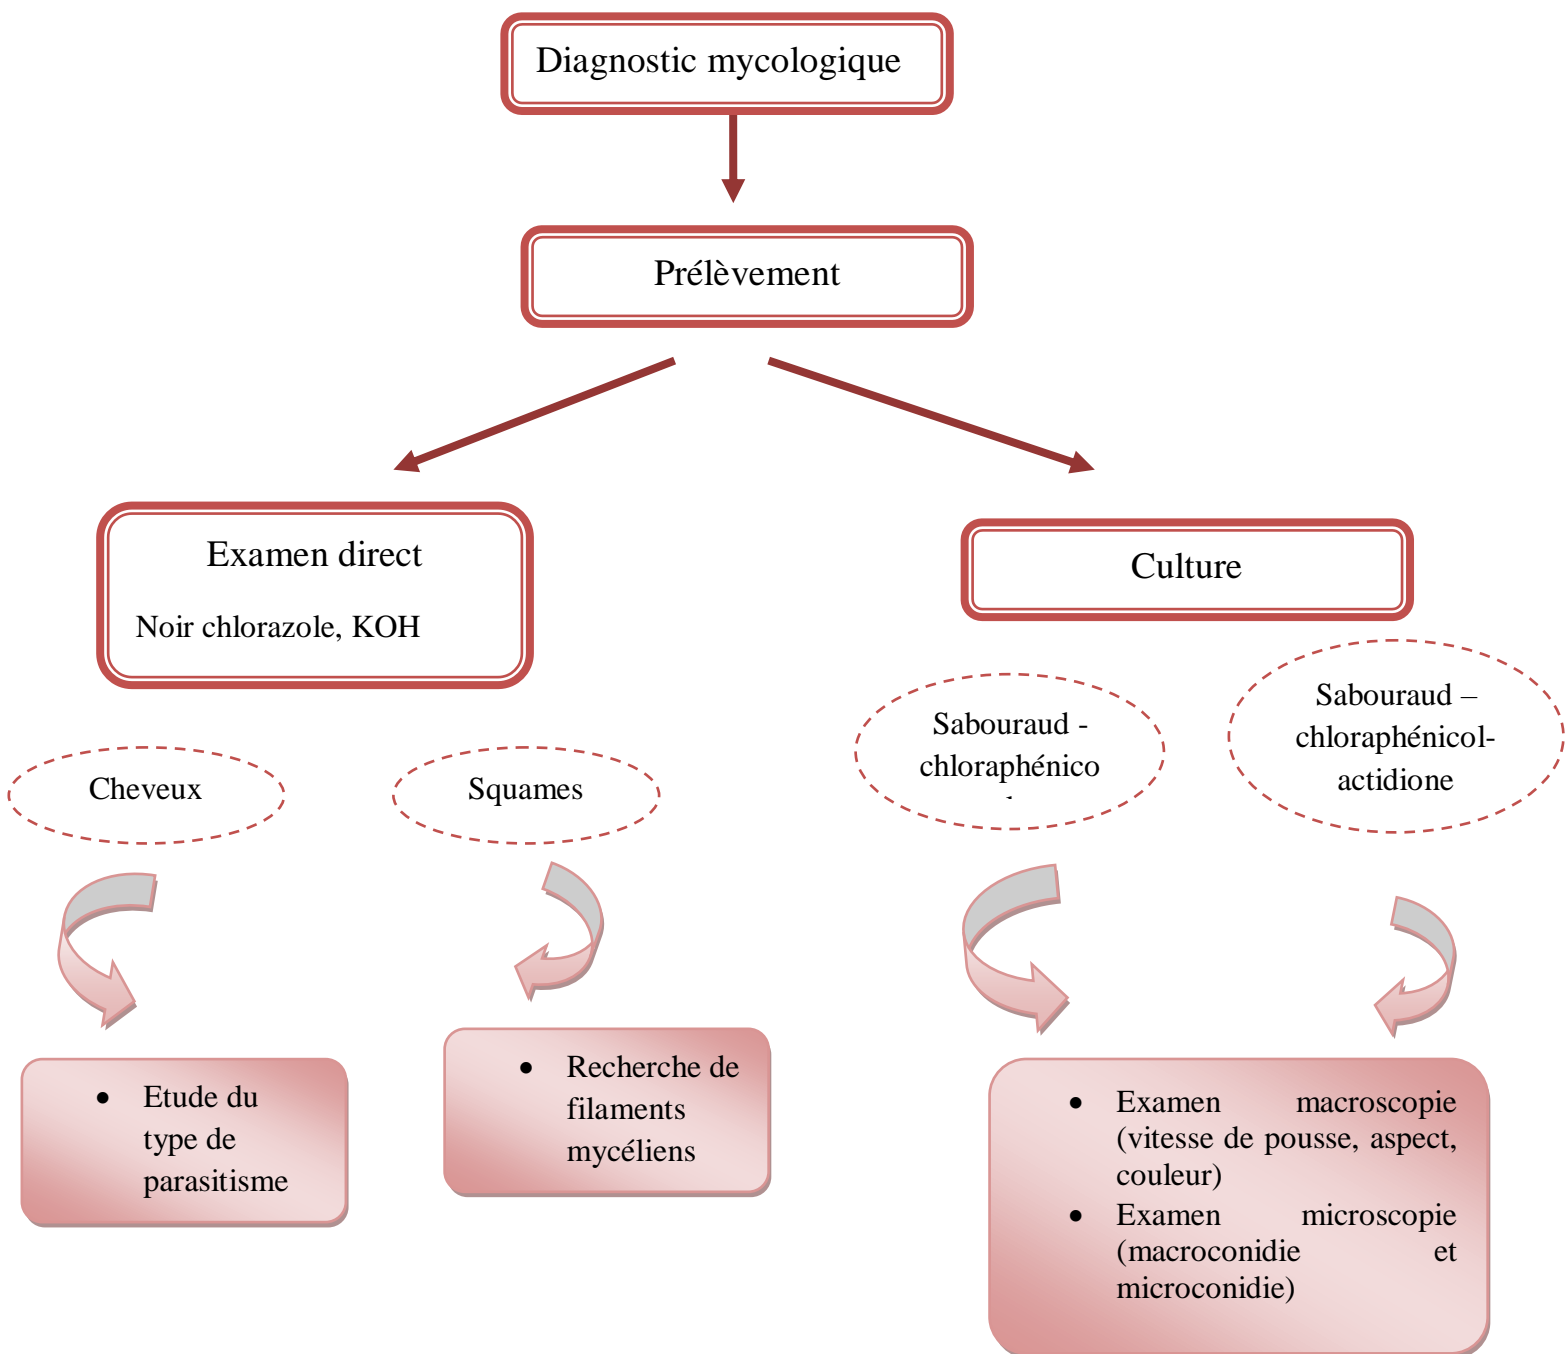 Diagnostic mycologique
Prélèvement
Examen direct
Noir chlorazole, KOH
Culture
Cheveux
Squames
Sabouraud -
chloraphénico
Sabouraud –
chloraphénicol-
actidione
• Etude du
type de
parasitisme
• Recherche de
filaments
mycéliens
• Examen macroscopie
(vitesse de pousse, aspect,
couleur)
• Examen microscopie
(macroconidie et
microconidie)